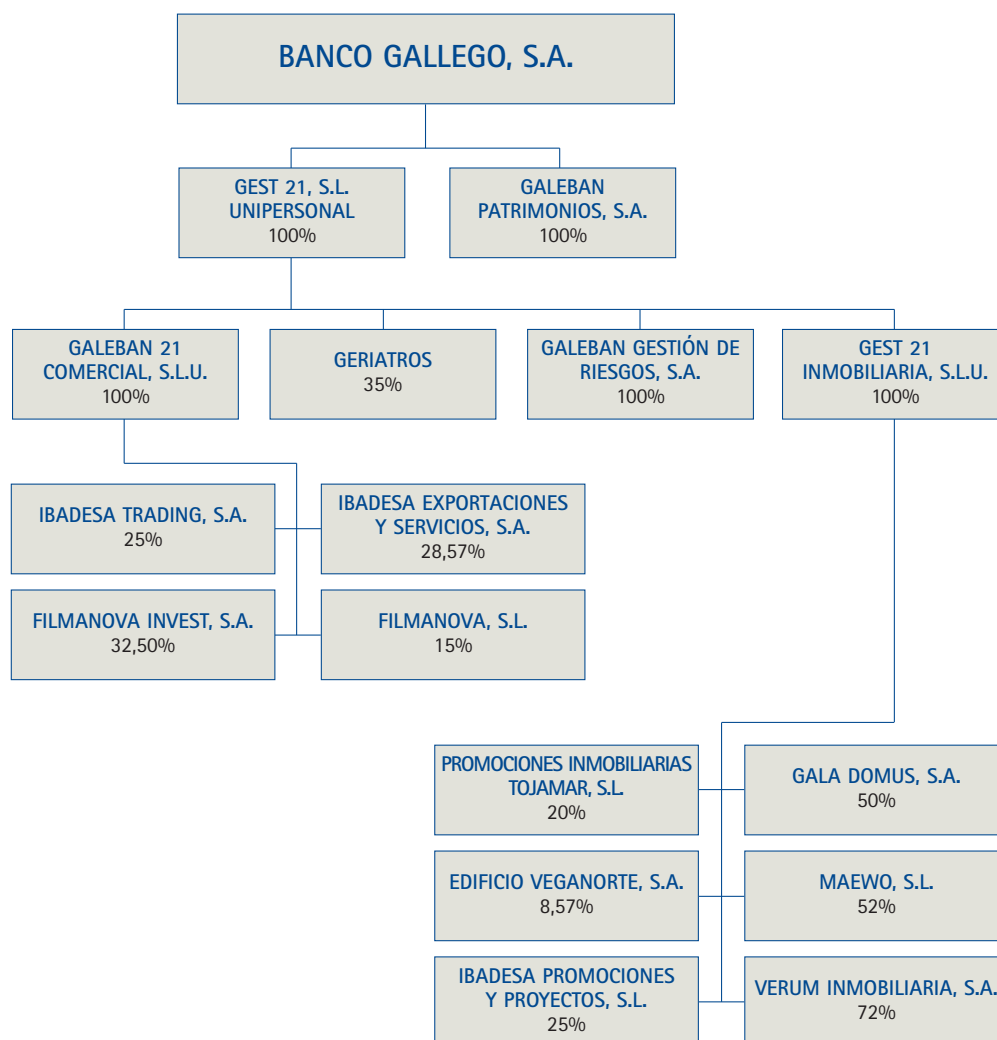 BANCO GALLEGO, S.A.
GEST 21, S.L.
UNIPERSONAL
100%
GALEBAN
PATRIMONIOS, S.A.
100%
GALEBAN 21
COMERCIAL, S.L.U.
100%
GERIATROS
35%
GALEBAN GESTIÓN DE
RIESGOS, S.A.
100%
GEST 21
INMOBILIARIA, S.L.U.
100%
IBADESA TRADING, S.A.
25%
IBADESA EXPORTACIONES
Y SERVICIOS, S.A.
28,57%
FILMANOVA INVEST, S.A.
32,50%
FILMANOVA, S.L.
15%
PROMOCIONES INMOBILIARIAS
TOJAMAR, S.L.
20%
GALA DOMUS, S.A.
50%
EDIFICIO VEGANORTE, S.A.
8,57%
MAEWO, S.L.
52%
IBADESA PROMOCIONES
Y PROYECTOS, S.L.
25%
VERUM INMOBILIARIA, S.A.
72%